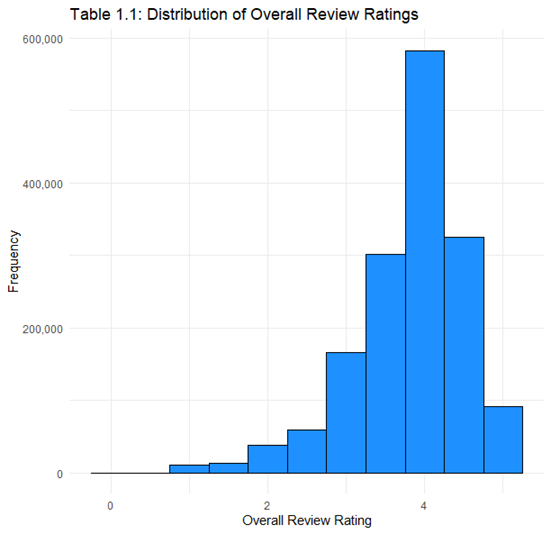 Table 1.1: Distribution of Overall Review Ratings
600,000
400,000
200,000
0
Frequency
0 2 4
Overall Review Rating